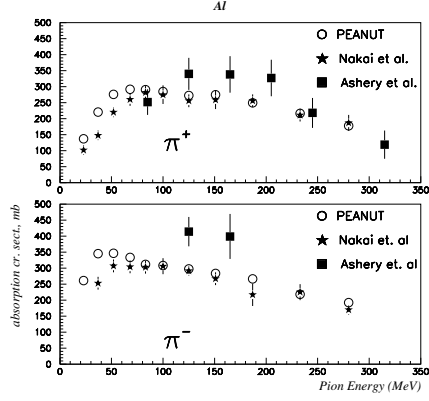 Al
500
450
400
350
300
250
200
150
100
50
0
PEANUT
Nakai et al.
Ashery et al.
π+
0 50 100 150 200 250 300 350
absorption cr. sect., mb
500
450
400
350
300
250
200
150
100
50
0
PEANUT
Nakai et. al
Ashery et. al
π−
0 50 100 150 200 250 300 350
Pion Energy (MeV)